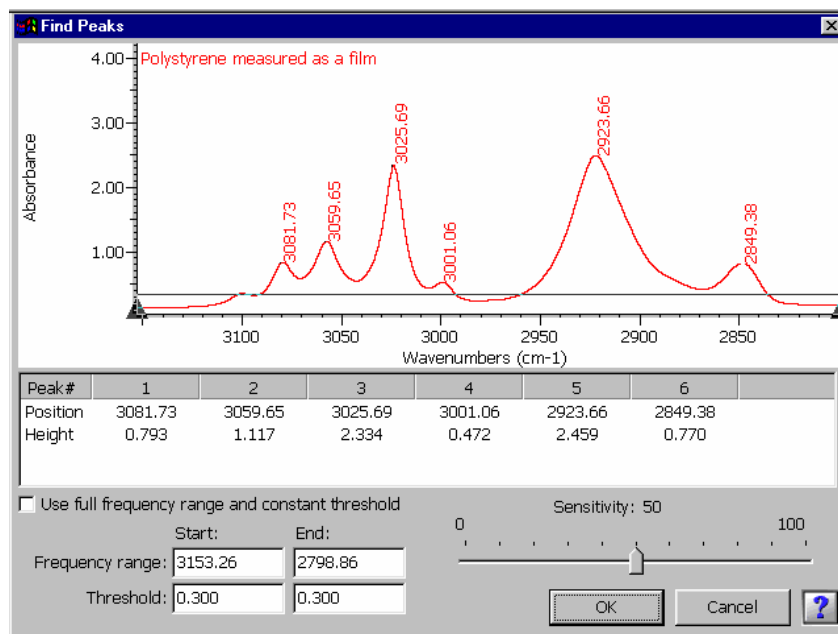 Find Peaks
Polystyrene measured as a film
4.00
3.00
2.00
1.00
Absorbance
3081.73
3059.65
3025.69
3001.06
2923.66
2849.38
3100 3050 3000 2950 2900 2850
Wavenumbers (cm-1)
Peak# 1 2 3 4 5 6
Position 3081.73 3059.65 3025.69 3001.06 2923.66 2849.38
Height 0.793 1.117 2.334 0.472 2.459 0.770
Use full frequency range and constant threshold
Start: End:
Frequency range: 3153.26 2798.86
Threshold: 0.300 0.300
Sensitivity: 50
0 100
OK Cancel ?